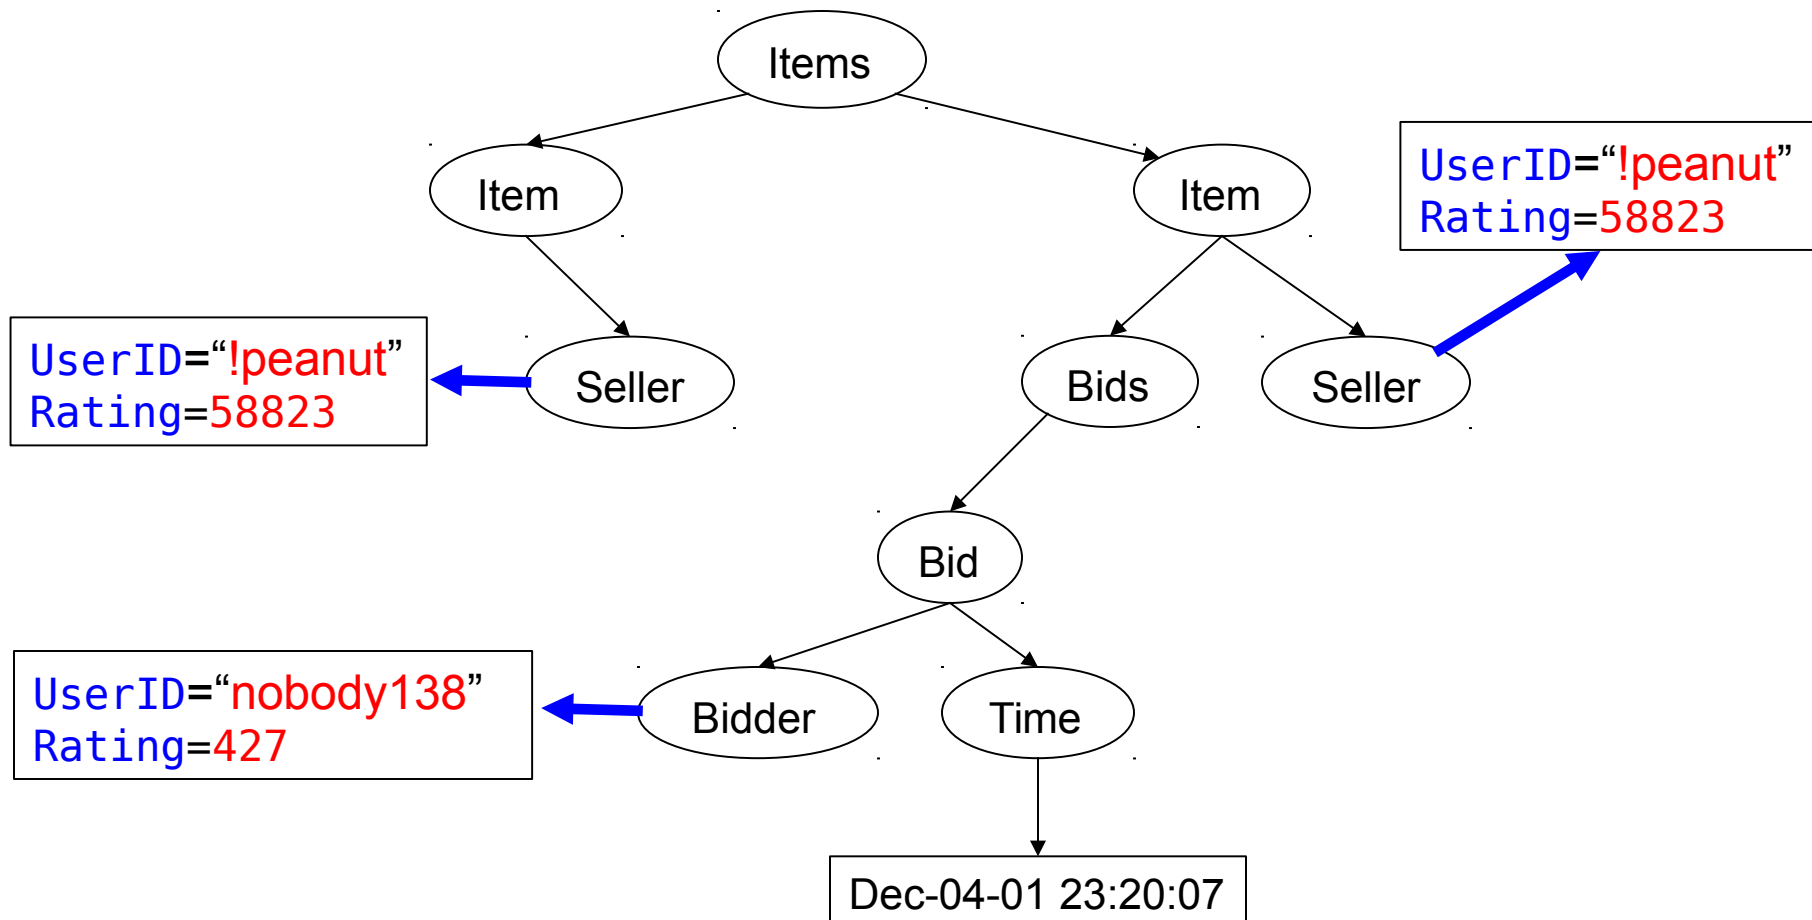 Items
Item
Item
UserID=“!peanut”
Rating=58823
UserID=“!peanut”
Rating=58823
Seller
Bids
Seller
Bid
UserID=“nobody138”
Rating=427
Bidder
Time
Dec-04-01 23:20:07